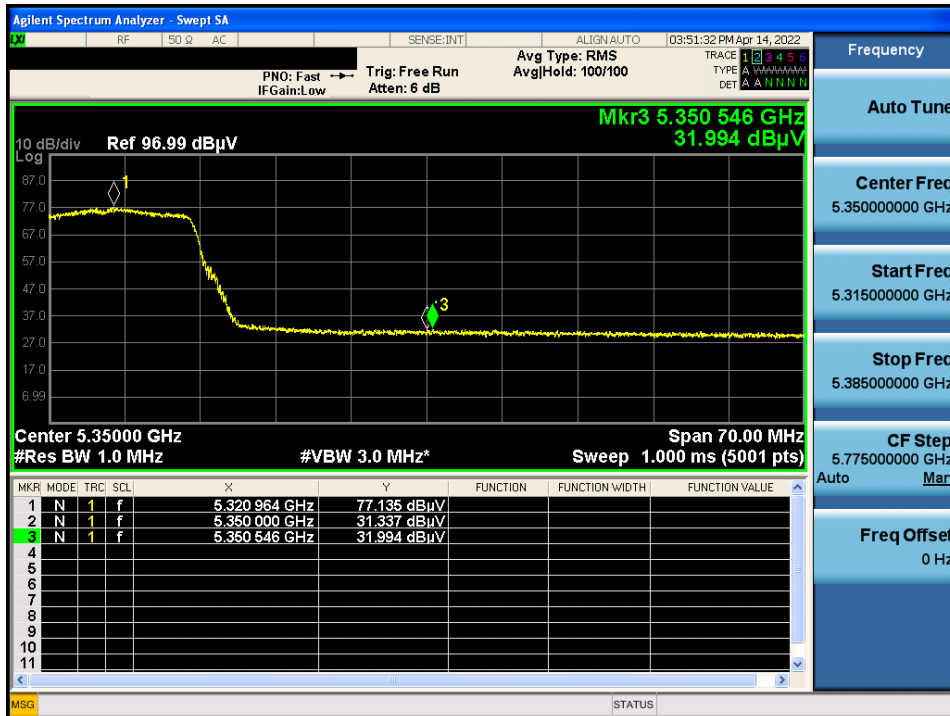 Agilent Spectrum Analyzer - Swept SA
LXI RF 50 Ω AC SENSE:INT ALIGN AUTO 03:51:32 PM Apr 14, 2022
PNO: Fast
IFGain:Low
Trig: Free Run
Atten: 6 dB
Avg Type: RMS
Avg|Hold: 100/100
TRACE 1 2 3 4 5 6
TYPE A
DET A A N N N N
Mkr3 5.350 546 GHz
31.994 dBµV
10 dB/div Ref 96.99 dBµV
Log
87.0
77.0
67.0
57.0
47.0
37.0
27.0
17.0
6.99
1
3
Center 5.35000 GHz Span 70.00 MHz
#Res BW 1.0 MHz #VBW 3.0 MHz* Sweep 1.000 ms (5001 pts)
MKR MODE TRC SCL X Y FUNCTION FUNCTION WIDTH FUNCTION VALUE
1 N 1 f 5.320 964 GHz 77.135 dBµV
2 N 1 f 5.350 000 GHz 31.337 dBµV
3 N 1 f 5.350 546 GHz 31.994 dBµV
4
5
6
7
8
9
10
11
MSG STATUS
Frequency
Auto Tune
Center Freq
5.350000000 GHz
Start Freq
5.315000000 GHz
Stop Freq
5.385000000 GHz
CF Step
5.775000000 GHz
Auto Man
Freq Offset
0 Hz